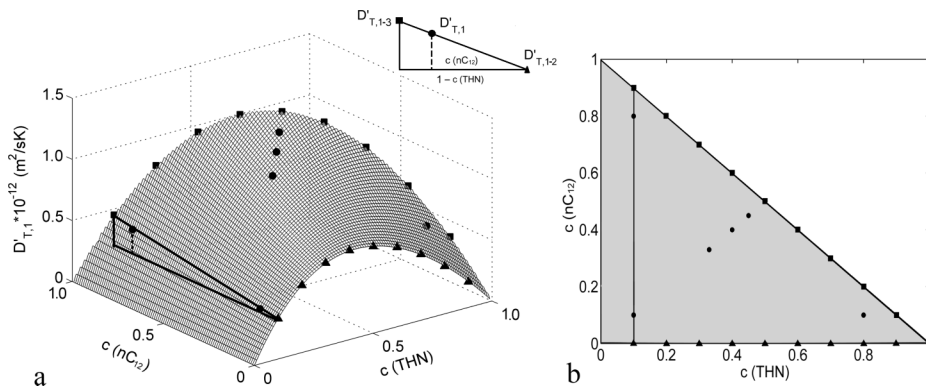 D'T,1-3
D'T,1
D'T,1-2
c (nC12)
1 – c (THN)
1.5
1.0
0.5
0
D'T,1*10-12 (m2/sK)
1.0
0.5
0
c (nC12)
0
0.5
1.0
c (THN)
a
1
0.8
0.6
0.4
0.2
0
c (nC12)
0
0.2
0.4
0.6
0.8
c (THN)
b